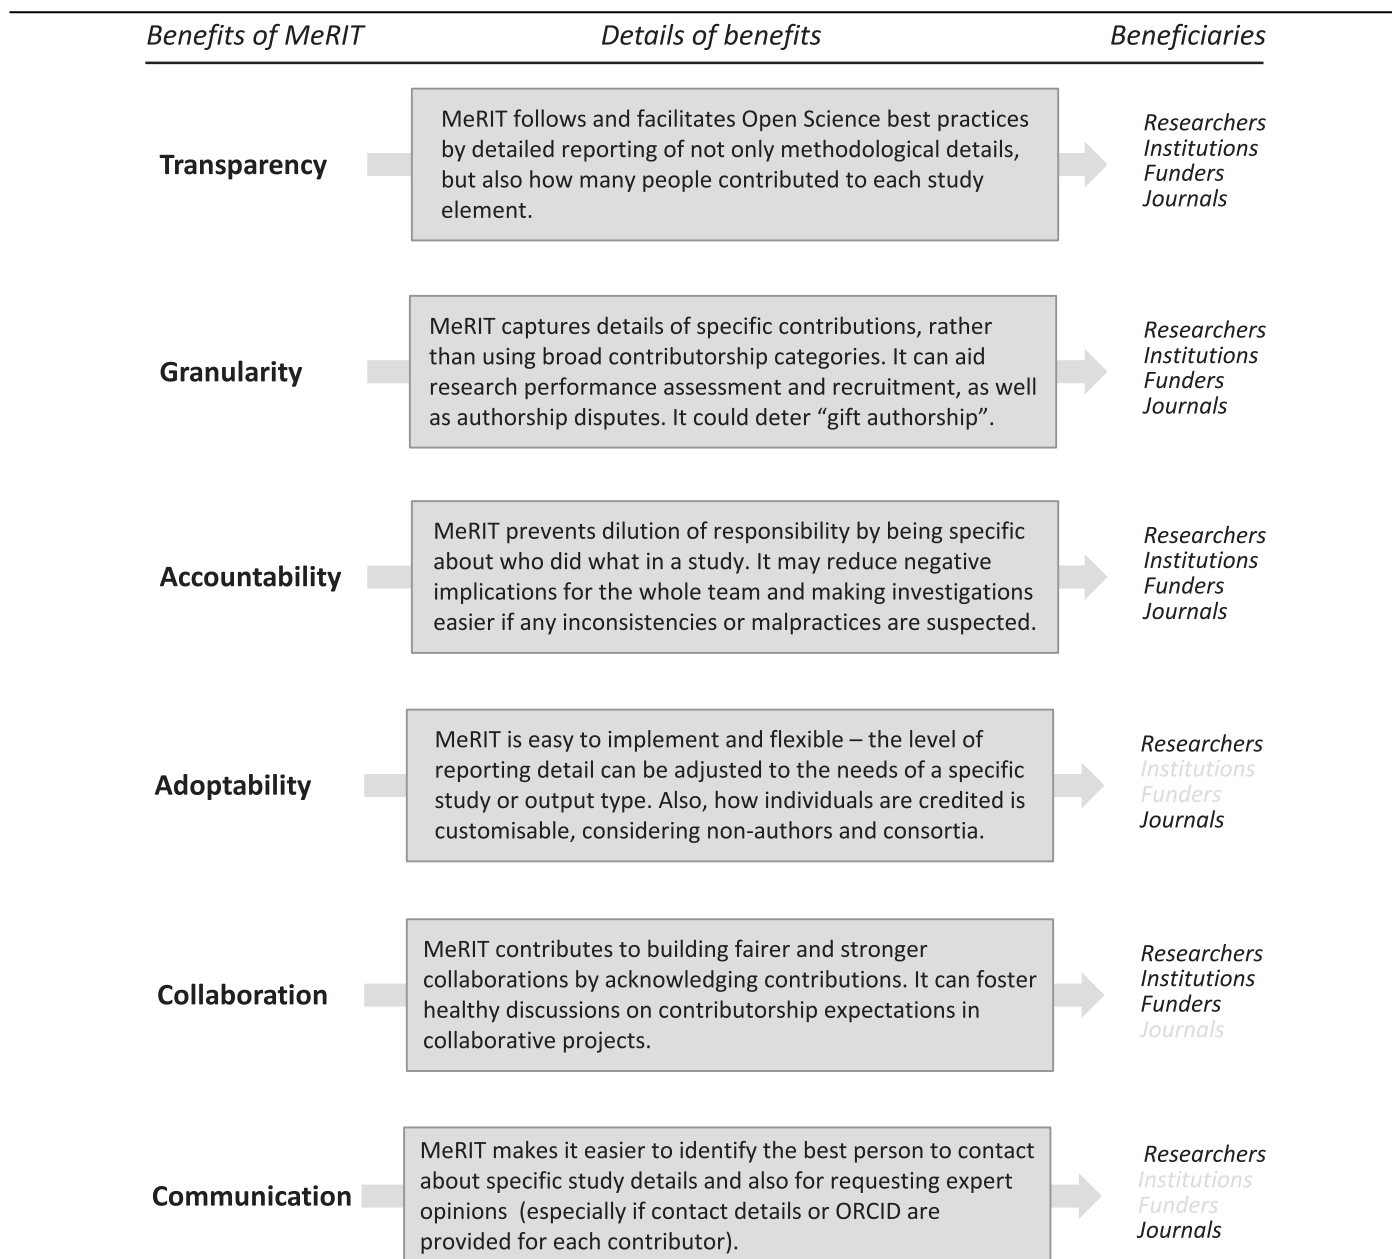 Benefits of MeRIT
Details of benefits
Beneficiaries
Transparency
MeRIT follows and facilitates Open Science best practices
by detailed reporting of not only methodological details,
but also how many people contributed to each study
element.
Researchers
Institutions
Funders
Journals
Granularity
MeRIT captures details of specific contributions, rather
than using broad contributorship categories. It can aid
research performance assessment and recruitment, as well
as authorship disputes. It could deter “gift authorship”.
Researchers
Institutions
Funders
Journals
Accountability
MeRIT prevents dilution of responsibility by being specific
about who did what in a study. It may reduce negative
implications for the whole team and making investigations
easier if any inconsistencies or malpractices are suspected.
Researchers
Institutions
Funders
Journals
Adoptability
MeRIT is easy to implement and flexible – the level of
reporting detail can be adjusted to the needs of a specific
study or output type. Also, how individuals are credited is
customisable, considering non-authors and consortia.
Researchers
Institutions
Funders
Journals
Collaboration
MeRIT contributes to building fairer and stronger
collaborations by acknowledging contributions. It can foster
healthy discussions on contributorship expectations in
collaborative projects.
Researchers
Institutions
Funders
Journals
Communication
MeRIT makes it easier to identify the best person to contact
about specific study details and also for requesting expert
opinions  (especially if contact details or ORCID are
provided for each contributor).
Researchers
Institutions
Funders
Journals